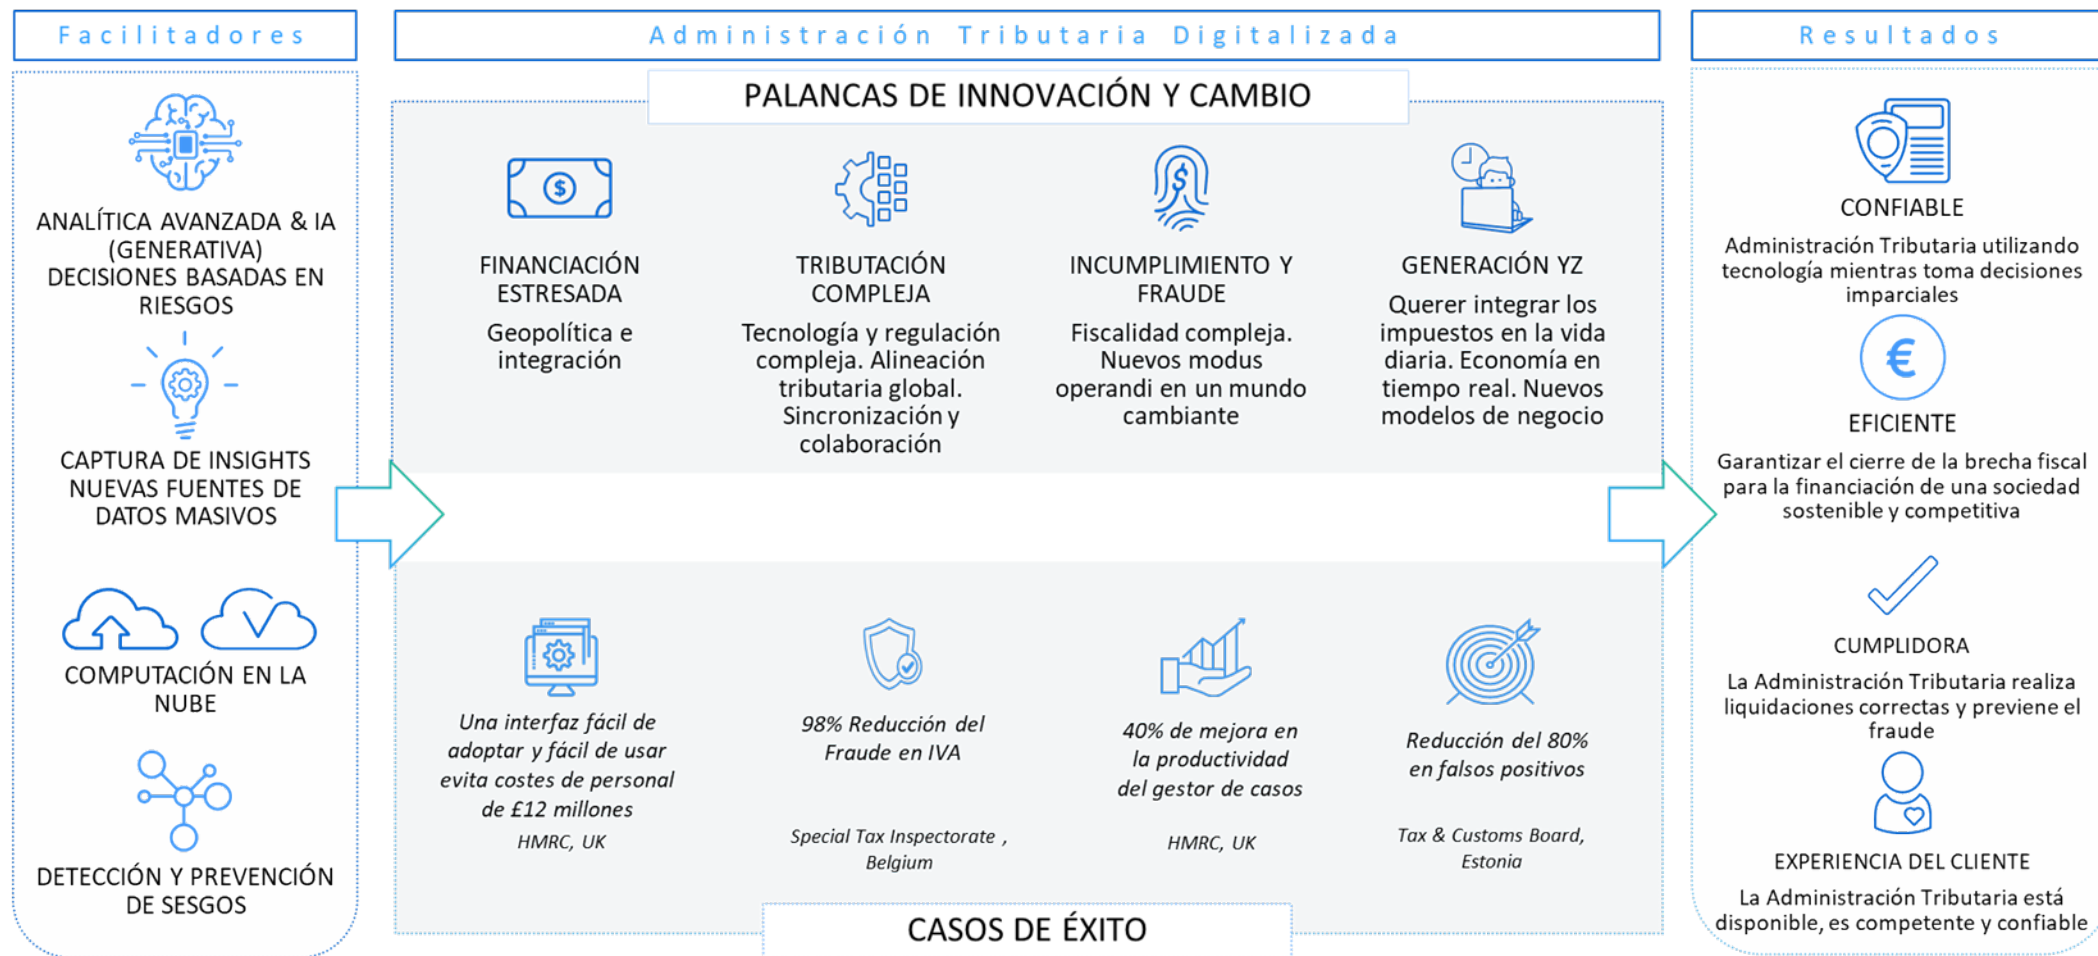 Facilitadores
ANALÍTICA AVANZADA & IA
(GENERATIVA)
DECISIONES BASADAS EN
RIESGOS
CAPTURA DE INSIGHTS
NUEVAS FUENTES DE
DATOS MASIVOS
COMPUTACIÓN EN LA
NUBE
DETECCIÓN Y PREVENCIÓN
DE SESGOS
Administración Tributaria Digitalizada
PALANCAS DE INNOVACIÓN Y CAMBIO
$
FINANCIACIÓN
ESTRESADA
Geopolítica e
integración
TRIBUTACIÓN
COMPLEJA
Tecnología y regulación
compleja. Alineación
tributaria global.
Sincronización y
colaboración
$
INCUMPLIMIENTO Y
FRAUDE
Fiscalidad compleja.
Nuevos modus
operandi en un mundo
cambiante
GENERACIÓN YZ
Querer integrar los
impuestos en la vida
diaria. Economía en
tiempo real. Nuevos
modelos de negocio
Una interfaz fácil de
adoptar y fácil de usar
evita costes de personal
de £12 millones
HMRC, UK
98% Reducción del
Fraude en IVA
Special Tax Inspectorate ,
Belgium
40% de mejora en
la productividad
del gestor de casos
HMRC, UK
Reducción del 80%
en falsos positivos
Tax & Customs Board,
Estonia
CASOS DE ÉXITO
Resultados
CONFIABLE
Administración Tributaria utilizando
tecnología mientras toma decisiones
imparciales
€
EFICIENTE
Garantizar el cierre de la brecha fiscal
para la financiación de una sociedad
sostenible y competitiva
CUMPLIDORA
La Administración Tributaria realiza
liquidaciones correctas y previene el
fraude
EXPERIENCIA DEL CLIENTE
La Administración Tributaria está
disponible, es competente y confiable